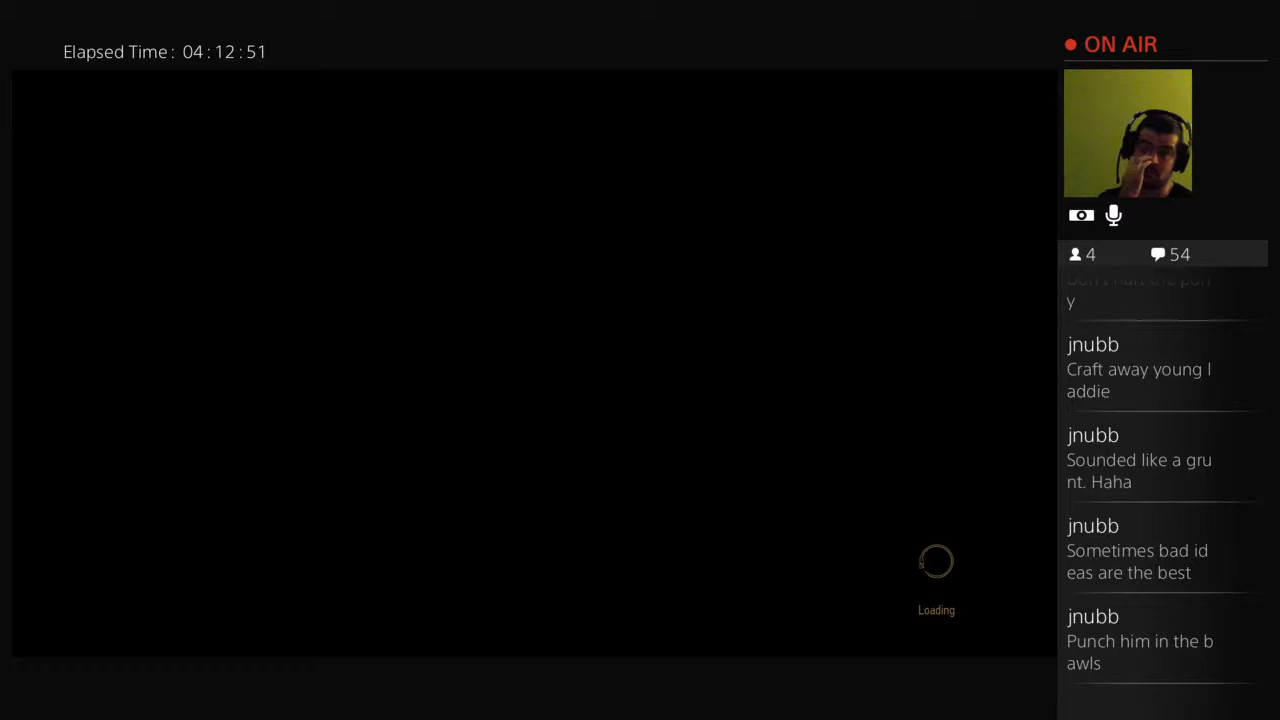 Elapsed Time: 04:12:51
ON AIR
4 54
y
jnubb
Craft away young l
addie
jnubb
Sounded like a gru
nt. Haha
jnubb
Sometimes bad id
eas are the best
jnubb
Punch him in the b
awls
Loading